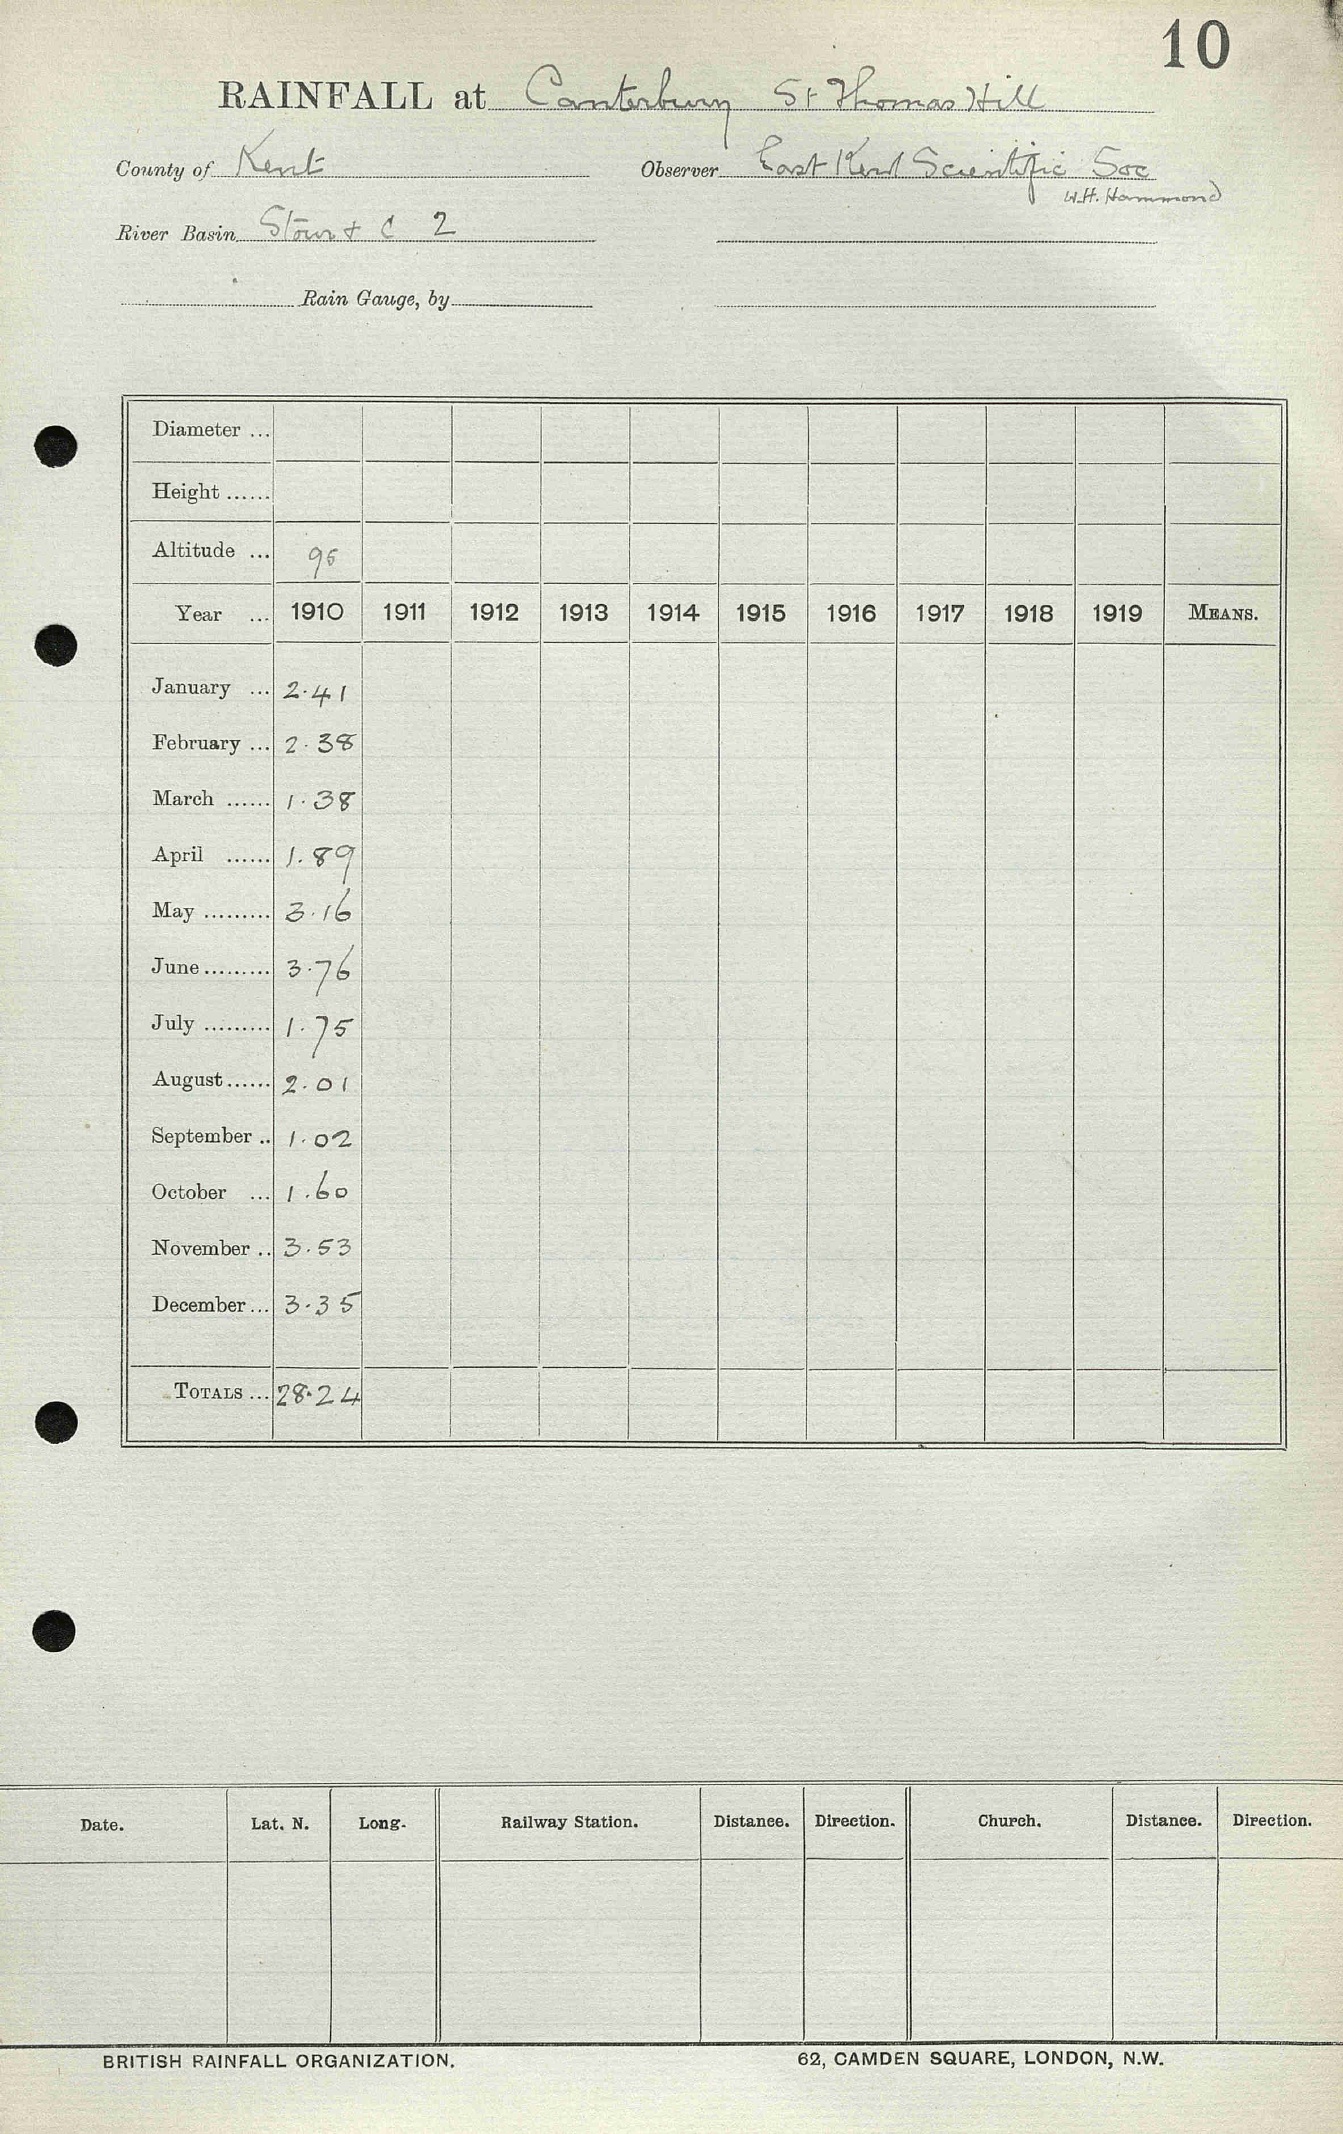 10
RAINFALL at Canterbury St Thomas Hill
County of Kent Observer East Kent Scientific Soc
W.H. Hammond
River Basin Stour & C 2
Rain Gauge, by
Diameter ...
Height ......
Altitude ... 95
Year ... 1910 1911 1912 1913 1914 1915 1916 1917 1918 1919 MEANS.
January ... 2.41
February ... 2.38
March ...... 1.38
April ...... 1.89
May ......... 3.16
June ......... 3.76
July ......... 1.75
August ...... 2.01
September .. 1.02
October ... 1.60
November .. 3.53
December ... 3.35
TOTALS ... 28.24
Date. Lat. N. Long. Railway Station. Distance. Direction. Church. Distance. Direction.
BRITISH RAINFALL ORGANIZATION. 62, CAMDEN SQUARE, LONDON, N.W.